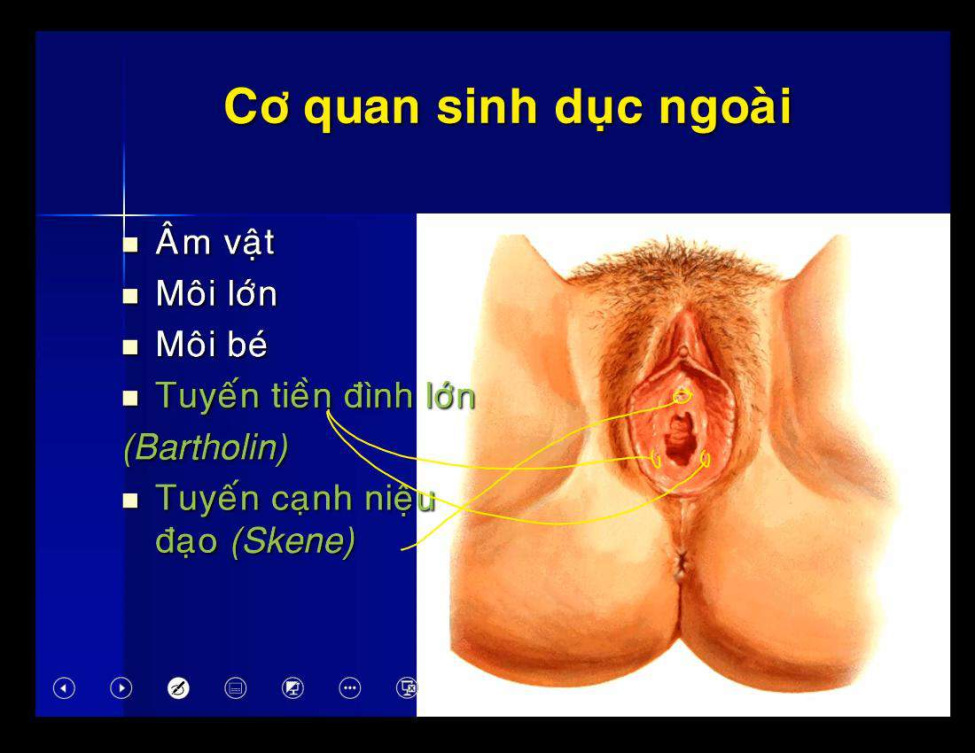 Cơ quan sinh dục ngoài
Âm vật
Môi lớn
Môi bé
Tuyến tiền đình lớn
(Bartholin)
Tuyến cạnh niệu
đạo (Skene)